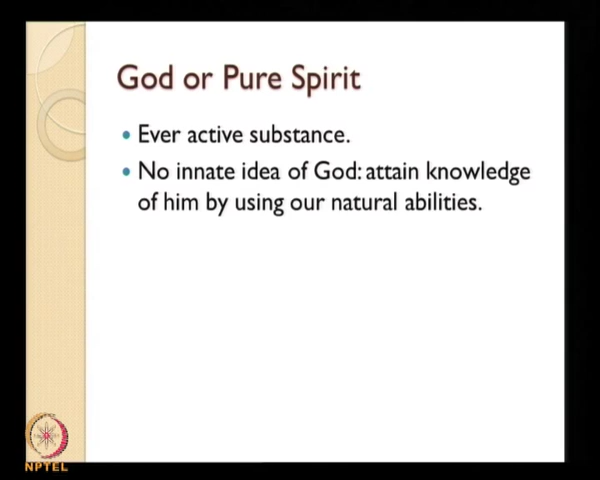 God or Pure Spirit
• Ever active substance.
• No innate idea of God: attain knowledge
of him by using our natural abilities.
NPTEL